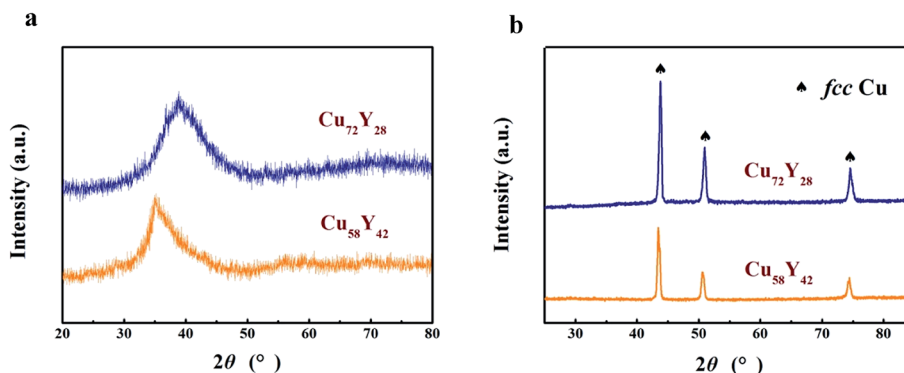 a
Intensity (a.u.)
Cu₇₂Y₂₈
Cu₅₈Y₄₂
20 30 40 50 60 70 80
2θ (°)
b
Intensity (a.u.)
♠ fcc Cu
Cu₇₂Y₂₈
Cu₅₈Y₄₂
30 40 50 60 70 80
2θ (°)